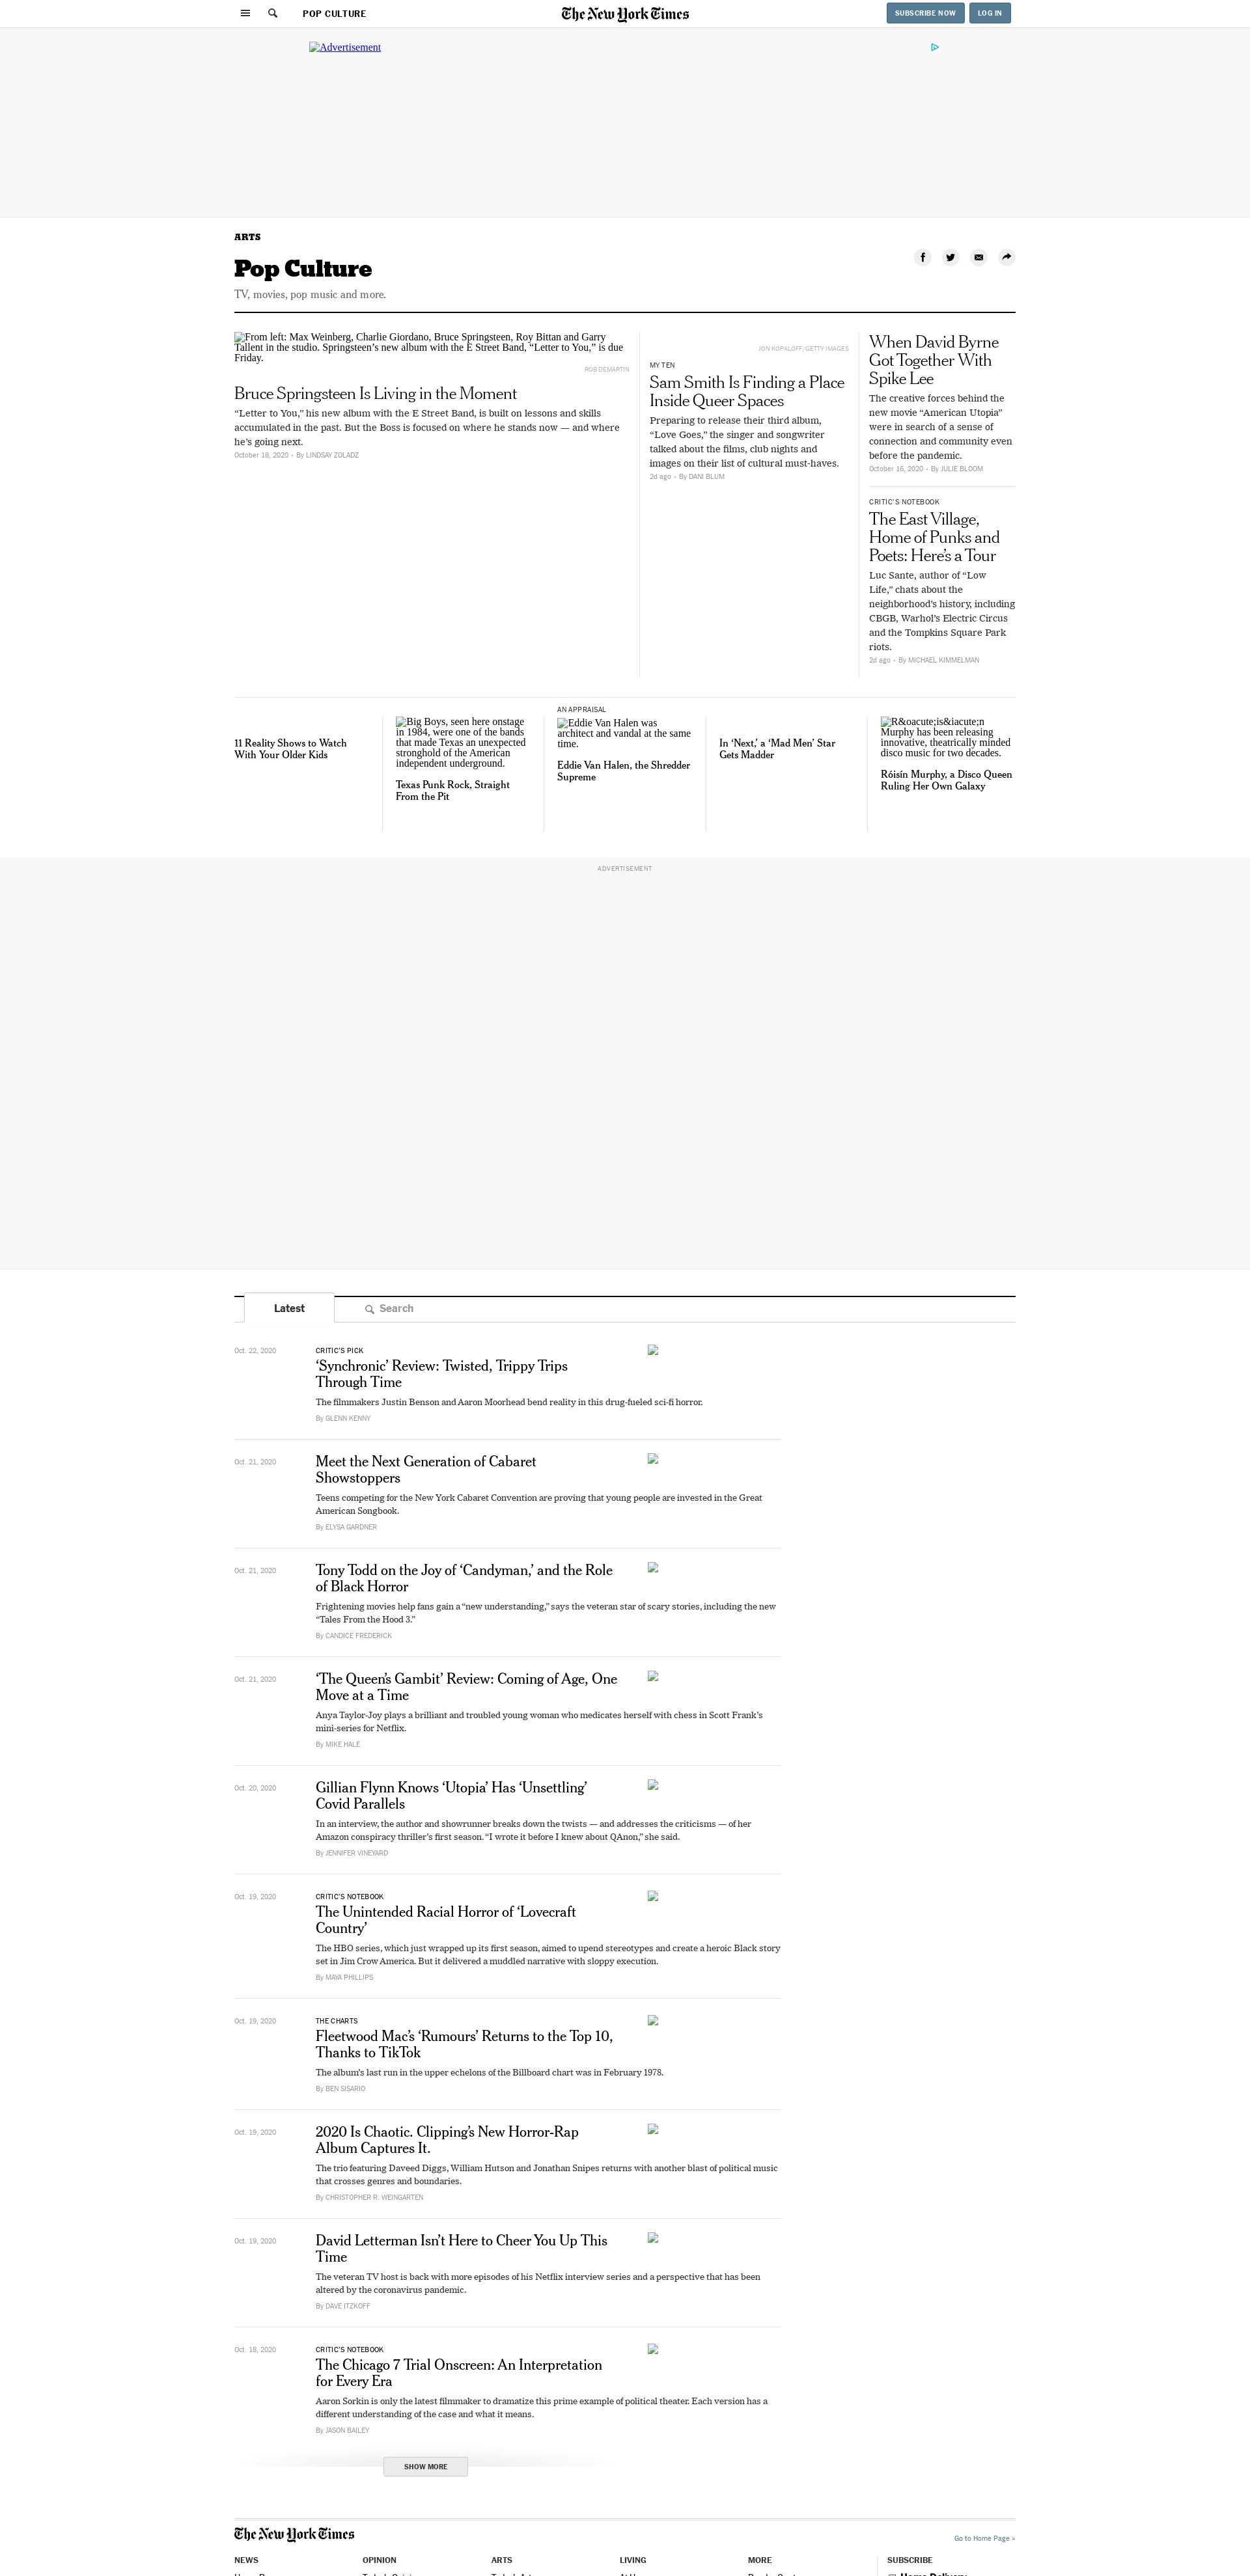 POP CULTURE
The New York Times
SUBSCRIBE NOW
LOG IN
Advertisement
ARTS
Pop Culture
TV, movies, pop music and more.
From left: Max Weinberg, Charlie Giordano, Bruce Springsteen, Roy Bittan and Garry
Tallent in the studio. Springsteen’s new album with the E Street Band, “Letter to You,” is due
Friday.
ROB DEMARTIN
Bruce Springsteen Is Living in the Moment
“Letter to You,” his new album with the E Street Band, is built on lessons and skills
accumulated in the past. But the Boss is focused on where he stands now — and where
he’s going next.
October 18, 2020 - By LINDSAY ZOLADZ
JON KOPALOFF/GETTY IMAGES
MY TEN
Sam Smith Is Finding a Place
Inside Queer Spaces
Preparing to release their third album,
“Love Goes,” the singer and songwriter
talked about the films, club nights and
images on their list of cultural must-haves.
2d ago - By DANI BLUM
When David Byrne
Got Together With
Spike Lee
The creative forces behind the
new movie “American Utopia”
were in search of a sense of
connection and community even
before the pandemic.
October 16, 2020 - By JULIE BLOOM
CRITIC’S NOTEBOOK
The East Village,
Home of Punks and
Poets: Here’s a Tour
Luc Sante, author of “Low
Life,” chats about the
neighborhood’s history, including
CBGB, Warhol’s Electric Circus
and the Tompkins Square Park
riots.
2d ago - By MICHAEL KIMMELMAN
11 Reality Shows to Watch
With Your Older Kids
Big Boys, seen here onstage
in 1984, were one of the bands
that made Texas an unexpected
stronghold of the American
independent underground.
Texas Punk Rock, Straight
From the Pit
AN APPRAISAL
Eddie Van Halen was
architect and vandal at the same
time.
Eddie Van Halen, the Shredder
Supreme
In ‘Next,’ a ‘Mad Men’ Star
Gets Madder
R&oacute;is&iacute;n
Murphy has been releasing
innovative, theatrically minded
disco music for two decades.
Róisín Murphy, a Disco Queen
Ruling Her Own Galaxy
ADVERTISEMENT
Latest
Search
Oct. 22, 2020
CRITIC’S PICK
‘Synchronic’ Review: Twisted, Trippy Trips
Through Time
The filmmakers Justin Benson and Aaron Moorhead bend reality in this drug-fueled sci-fi horror.
By GLENN KENNY
Oct. 21, 2020
Meet the Next Generation of Cabaret
Showstoppers
Teens competing for the New York Cabaret Convention are proving that young people are invested in the Great
American Songbook.
By ELYSA GARDNER
Oct. 21, 2020
Tony Todd on the Joy of ‘Candyman,’ and the Role
of Black Horror
Frightening movies help fans gain a “new understanding,” says the veteran star of scary stories, including the new
“Tales From the Hood 3.”
By CANDICE FREDERICK
Oct. 21, 2020
‘The Queen’s Gambit’ Review: Coming of Age, One
Move at a Time
Anya Taylor-Joy plays a brilliant and troubled young woman who medicates herself with chess in Scott Frank’s
mini-series for Netflix.
By MIKE HALE
Oct. 20, 2020
Gillian Flynn Knows ‘Utopia’ Has ‘Unsettling’
Covid Parallels
In an interview, the author and showrunner breaks down the twists — and addresses the criticisms — of her
Amazon conspiracy thriller’s first season. “I wrote it before I knew about QAnon,” she said.
By JENNIFER VINEYARD
Oct. 19, 2020
CRITIC’S NOTEBOOK
The Unintended Racial Horror of ‘Lovecraft
Country’
The HBO series, which just wrapped up its first season, aimed to upend stereotypes and create a heroic Black story
set in Jim Crow America. But it delivered a muddled narrative with sloppy execution.
By MAYA PHILLIPS
Oct. 19, 2020
THE CHARTS
Fleetwood Mac’s ‘Rumours’ Returns to the Top 10,
Thanks to TikTok
The album’s last run in the upper echelons of the Billboard chart was in February 1978.
By BEN SISARIO
Oct. 19, 2020
2020 Is Chaotic. Clipping’s New Horror-Rap
Album Captures It.
The trio featuring Daveed Diggs, William Hutson and Jonathan Snipes returns with another blast of political music
that crosses genres and boundaries.
By CHRISTOPHER R. WEINGARTEN
Oct. 19, 2020
David Letterman Isn’t Here to Cheer You Up This
Time
The veteran TV host is back with more episodes of his Netflix interview series and a perspective that has been
altered by the coronavirus pandemic.
By DAVE ITZKOFF
Oct. 18, 2020
CRITIC’S NOTEBOOK
The Chicago 7 Trial Onscreen: An Interpretation
for Every Era
Aaron Sorkin is only the latest filmmaker to dramatize this prime example of political theater. Each version has a
different understanding of the case and what it means.
By JASON BAILEY
SHOW MORE
The New York Times
Go to Home Page »
NEWS
OPINION
ARTS
LIVING
MORE
SUBSCRIBE